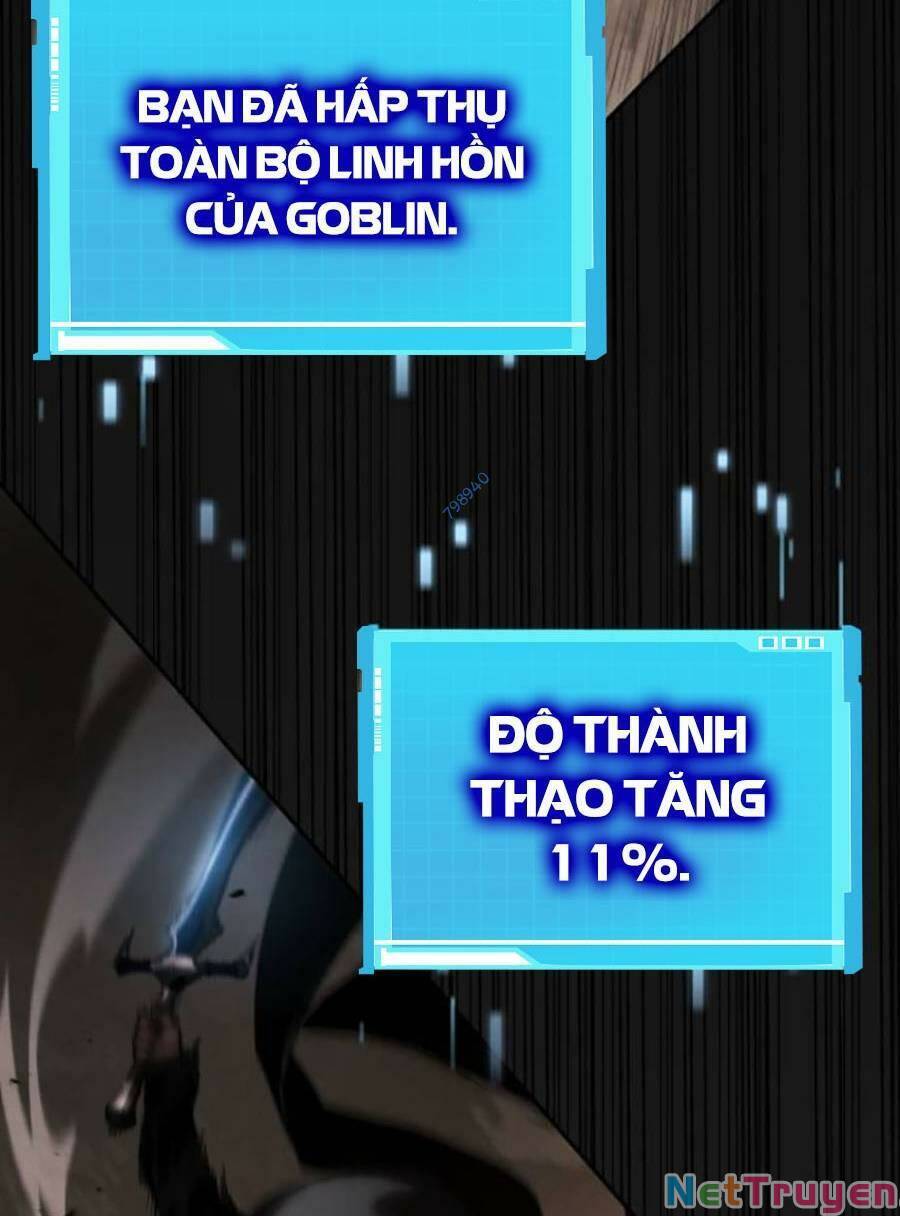 BẠN ĐÃ HẤP THỤ
TOÀN BỘ LINH HỒN
CỦA GOBLIN.
798940
ĐỘ THÀNH
THẠO TĂNG
11%.
NetTruyen